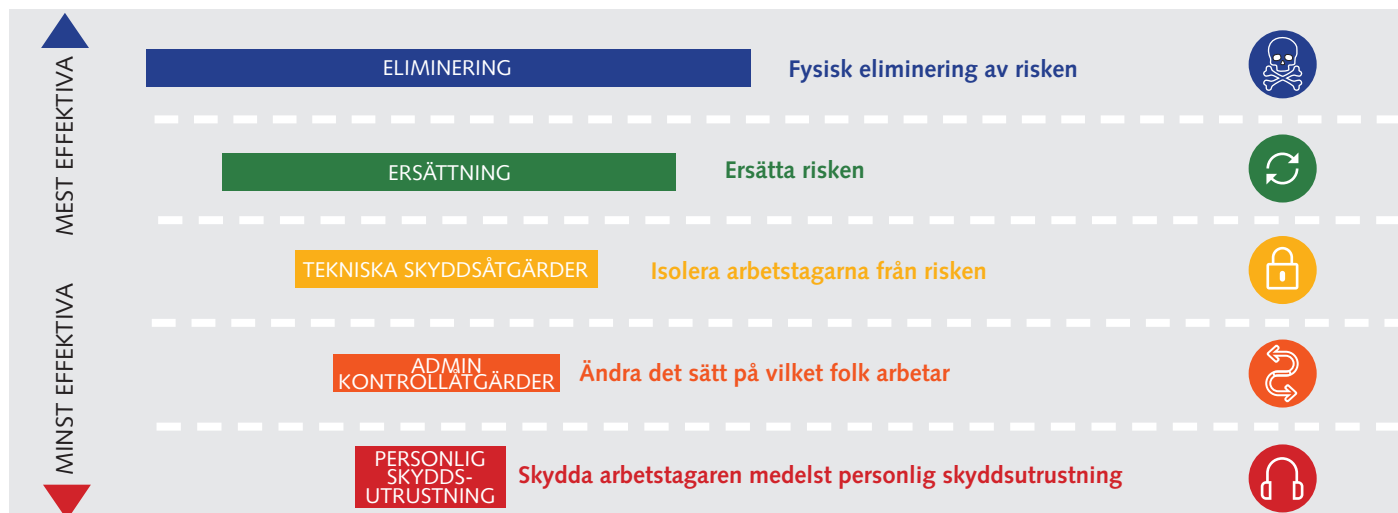 MEST EFFEKTIVA
MINST EFFEKTIVA
ELIMINERING
Fysisk eliminering av risken
ERSÄTTNING
Ersätta risken
TEKNISKA SKYDDSÅTGÄRDER
Isolera arbetstagarna från risken
ADMIN
KONTROLLÅTGÄRDER
Ändra det sätt på vilket folk arbetar
PERSONLIG
SKYDDS-
UTRUSTNING
Skydda arbetstagaren medelst personlig skyddsutrustning